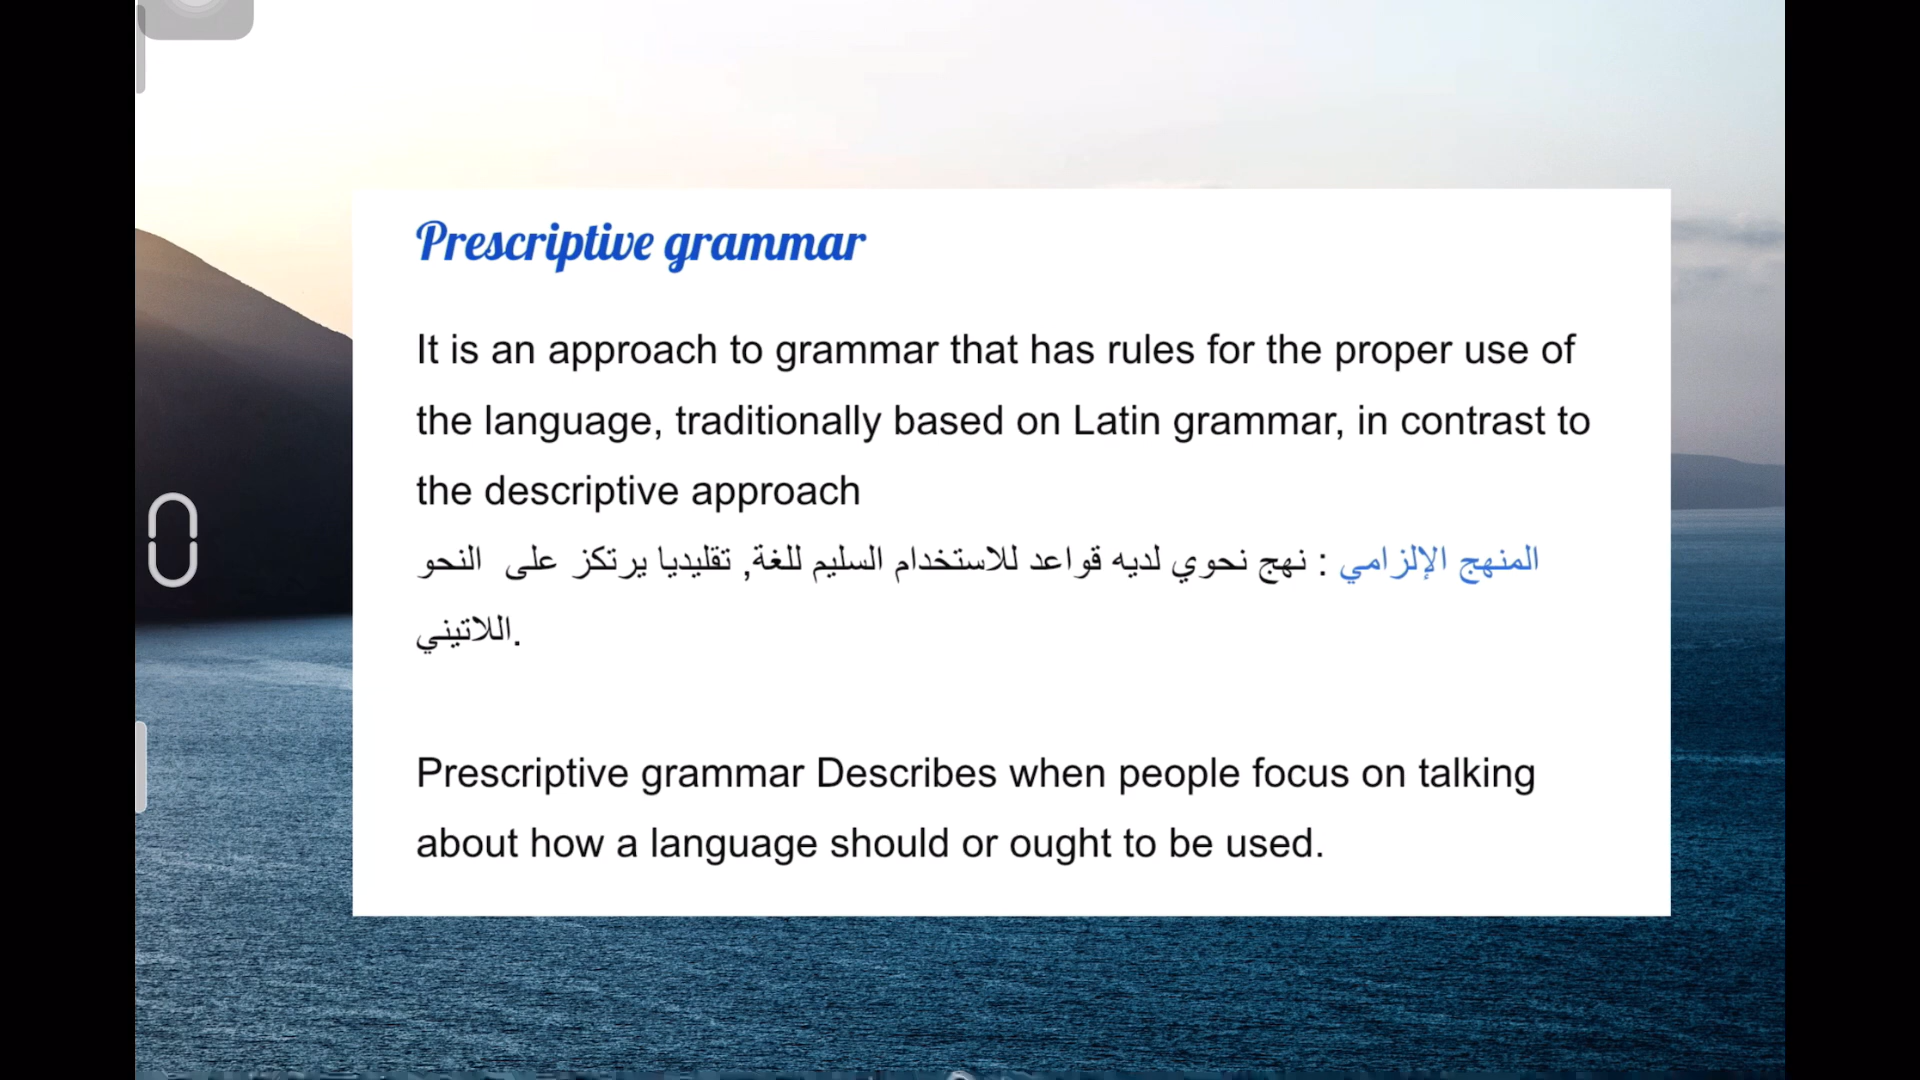 Prescriptive grammar
It is an approach to grammar that has rules for the proper use of
the language, traditionally based on Latin grammar, in contrast to
the descriptive approach
المنهج الإلزامي : نهج نحوي لديه قواعد للاستخدام السليم للغة, تقليديا يرتكز على النحو
اللاتيني.
Prescriptive grammar Describes when people focus on talking
about how a language should or ought to be used.